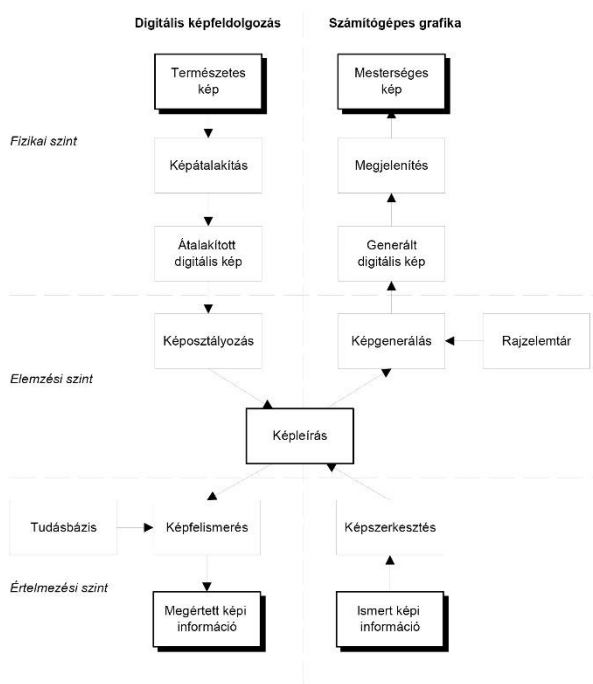 Digitális képfeldolgozás
Számítógépes grafika
Természetes
kép
Mesterséges
kép
Fizikai szint
Képátalakítás
Megjelenítés
Átalakított
digitális kép
Generált
digitális kép
Képosztályozás
Képgenerálás
Rajzelemtár
Elemzési szint
Képleírás
Tudásbázis
Képfelismerés
Képszerkesztés
Értelmezési szint
Megértett képi
információ
Ismert képi
információ